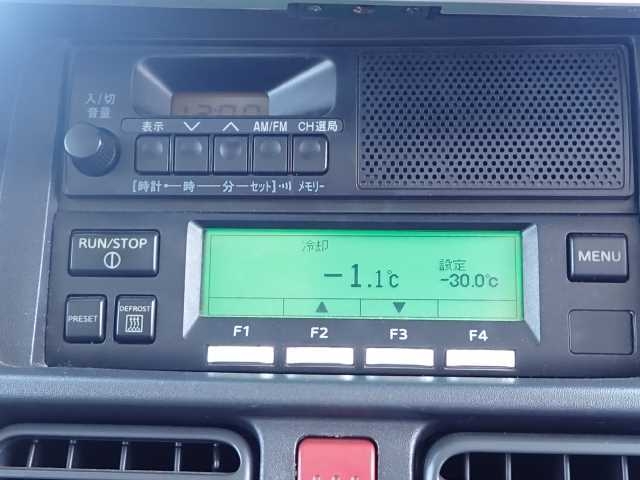 入/切
音量
13:00
表示 AM/FM CH選局
[時計 時 分 セット] メモリー
RUN/STOP
冷却
-1.1℃
設定
-30.0℃
MENU
PRESET
DEFROST
F1 F2 F3 F4